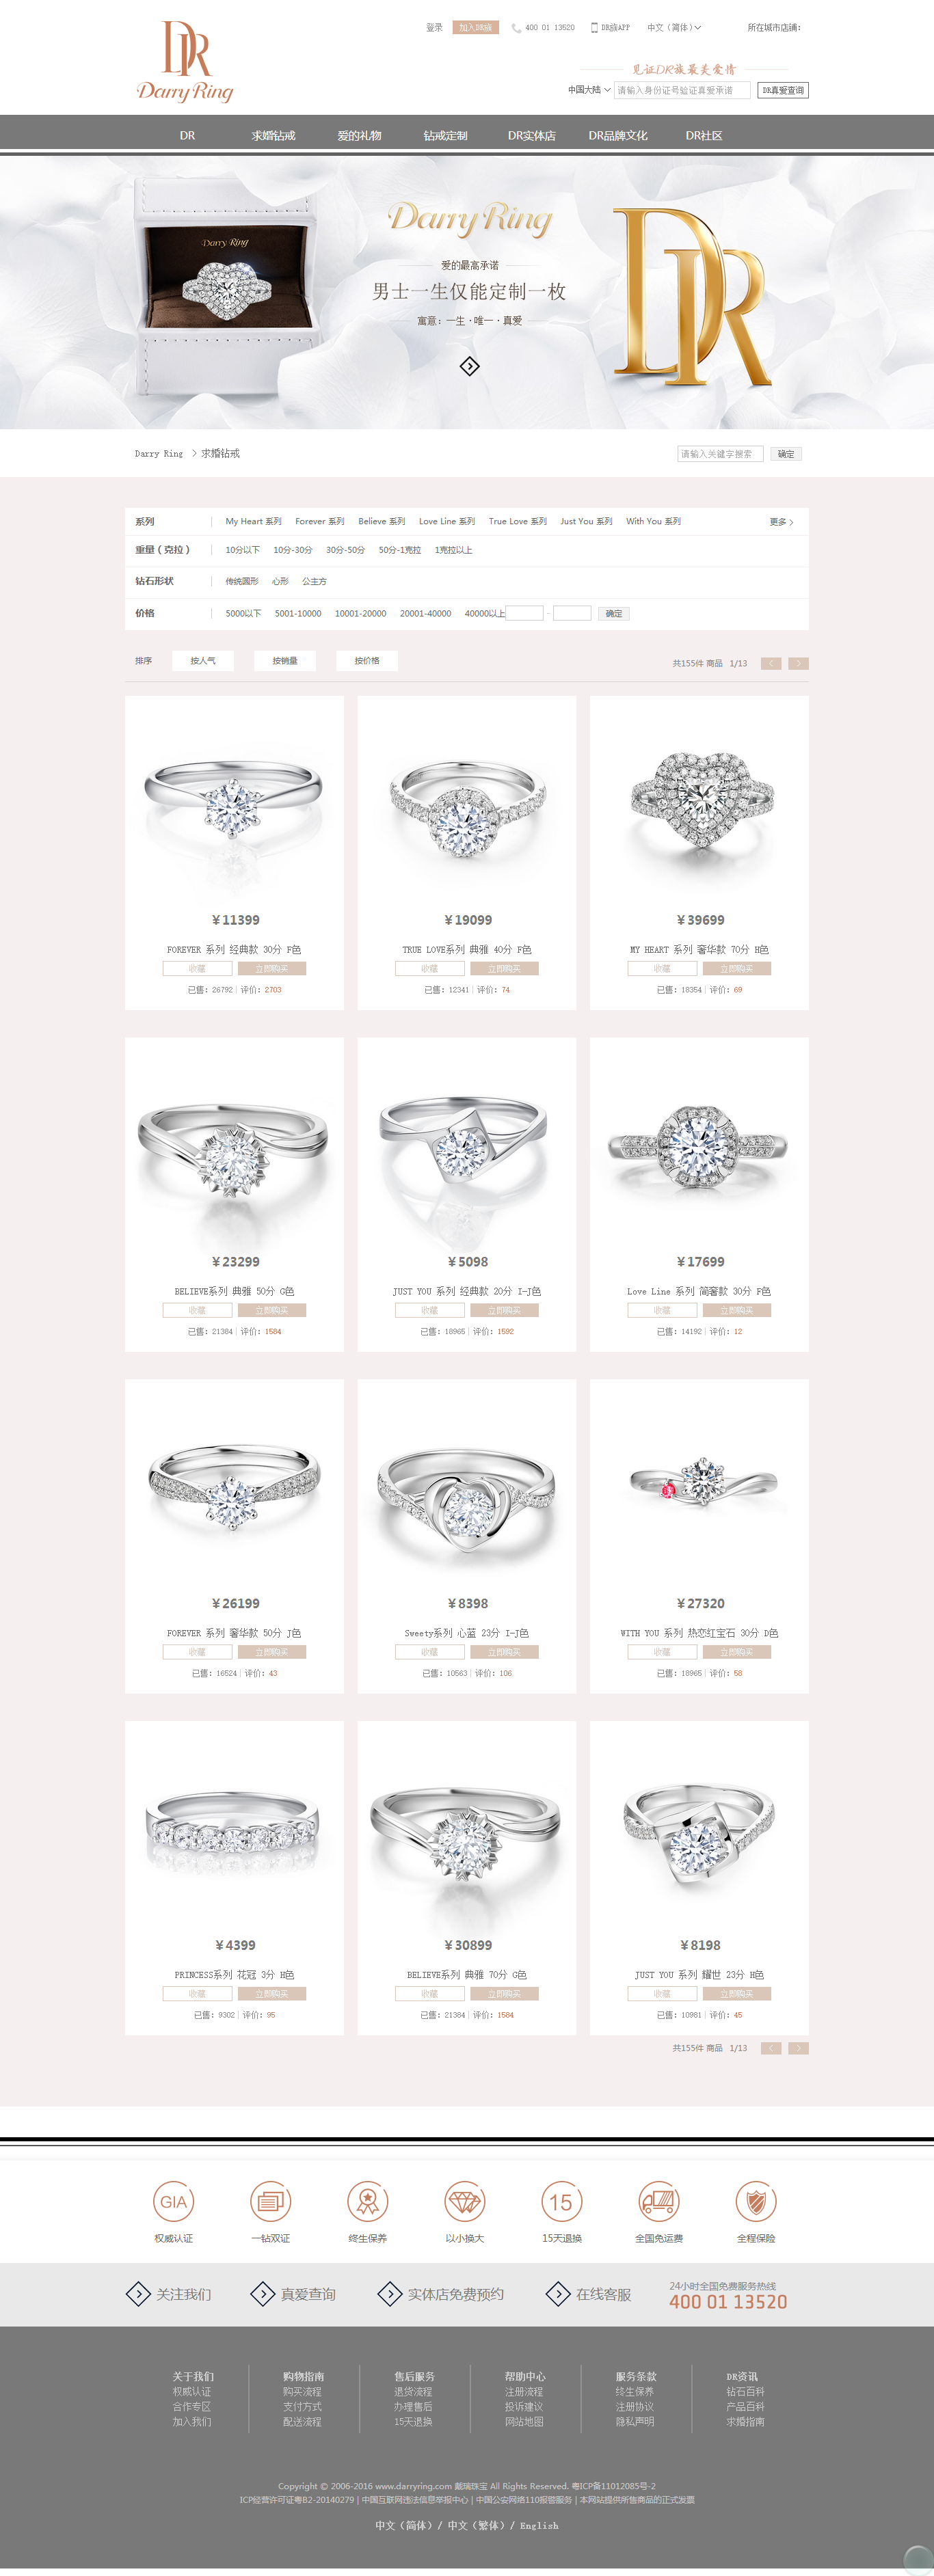 DR
Darry Ring
登录 加入DR族 400 01 13520 DR族APP 中文（简体） 所在城市店铺：
见证DR族最美爱情
中国大陆 请输入身份证号验证真爱承诺 DR真爱查询
DR 求婚钻戒 爱的礼物 钻戒定制 DR实体店 DR品牌文化 DR社区
Darry Ring
Darry Ring
DR
爱的最高承诺
男士一生仅能定制一枚
寓意：一生·唯一·真爱
Darry Ring 求婚钻戒 请输入关键字搜索 确定
系列 My Heart 系列 Forever 系列 Believe 系列 Love Line 系列 True Love 系列 Just You 系列 With You 系列 更多
重量（克拉） 10分以下 10分-30分 30分-50分 50分-1克拉 1克拉以上
钻石形状 传统圆形 心形 公主方
价格 5000以下 5001-10000 10001-20000 20001-40000 40000以上 - 确定
排序 按人气 按销量 按价格 共155件 商品 1/13
￥11399 ￥19099 ￥39699
FOREVER 系列 经典款 30分 F色 TRUE LOVE系列 典雅 40分 F色 MY HEART 系列 奢华款 70分 H色
收藏 立即购买 收藏 立即购买 收藏 立即购买
已售：26792 评价：2703 已售：12341 评价：74 已售：18354 评价：69
￥23299 ￥5098 ￥17699
BELIEVE系列 典雅 50分 G色 JUST YOU 系列 经典款 20分 I-J色 Love Line 系列 简奢款 30分 F色
收藏 立即购买 收藏 立即购买 收藏 立即购买
已售：21384 评价：1584 已售：18965 评价：1592 已售：14192 评价：12
￥26199 ￥8398 ￥27320
FOREVER 系列 奢华款 50分 J色 Sweety系列 心蓝 23分 I-J色 WITH YOU 系列 热恋红宝石 30分 D色
收藏 立即购买 收藏 立即购买 收藏 立即购买
已售：16524 评价：43 已售：10563 评价：106 已售：18965 评价：58
￥4399 ￥30899 ￥8198
PRINCESS系列 花冠 3分 H色 BELIEVE系列 典雅 70分 G色 JUST YOU 系列 耀世 23分 H色
收藏 立即购买 收藏 立即购买 收藏 立即购买
已售：9302 评价：95 已售：21384 评价：1584 已售：10981 评价：45
共155件 商品 1/13
GIA 15
权威认证 一钻双证 终生保养 以小换大 15天退换 全国免运费 全程保险
关注我们 真爱查询 实体店免费预约 在线客服 24小时全国免费服务热线
400 01 13520
关于我们 购物指南 售后服务 帮助中心 服务条款 DR资讯
权威认证 购买流程 退货流程 注册流程 终生保养 钻石百科
合作专区 支付方式 办理售后 投诉建议 注册协议 产品百科
加入我们 配送流程 15天退换 网站地图 隐私声明 求婚指南
Copyright © 2006-2016 www.darryring.com 戴瑞珠宝 All Rights Reserved. 粤ICP备11012085号-2
ICP经营许可证粤B2-20140279 | 中国互联网违法信息举报中心 | 中国公安网络110报警服务 | 本网站提供所售商品的正式发票
中文（简体）/ 中文（繁体）/ English